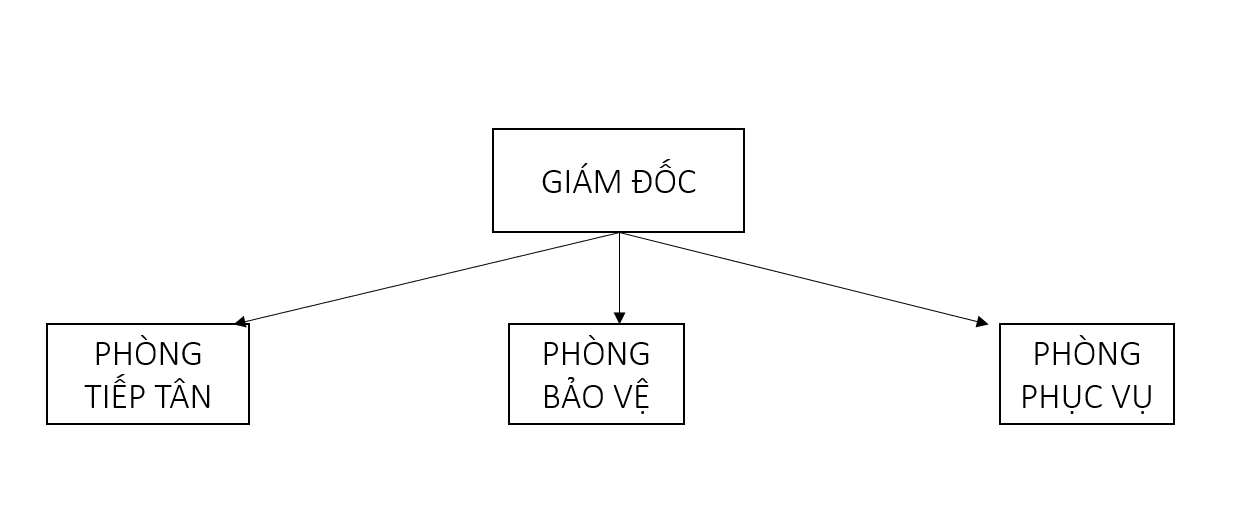 GIÁM ĐỐC
PHÒNG
TIẾP TÂN
PHÒNG
BẢO VỆ
PHÒNG
PHỤC VỤ